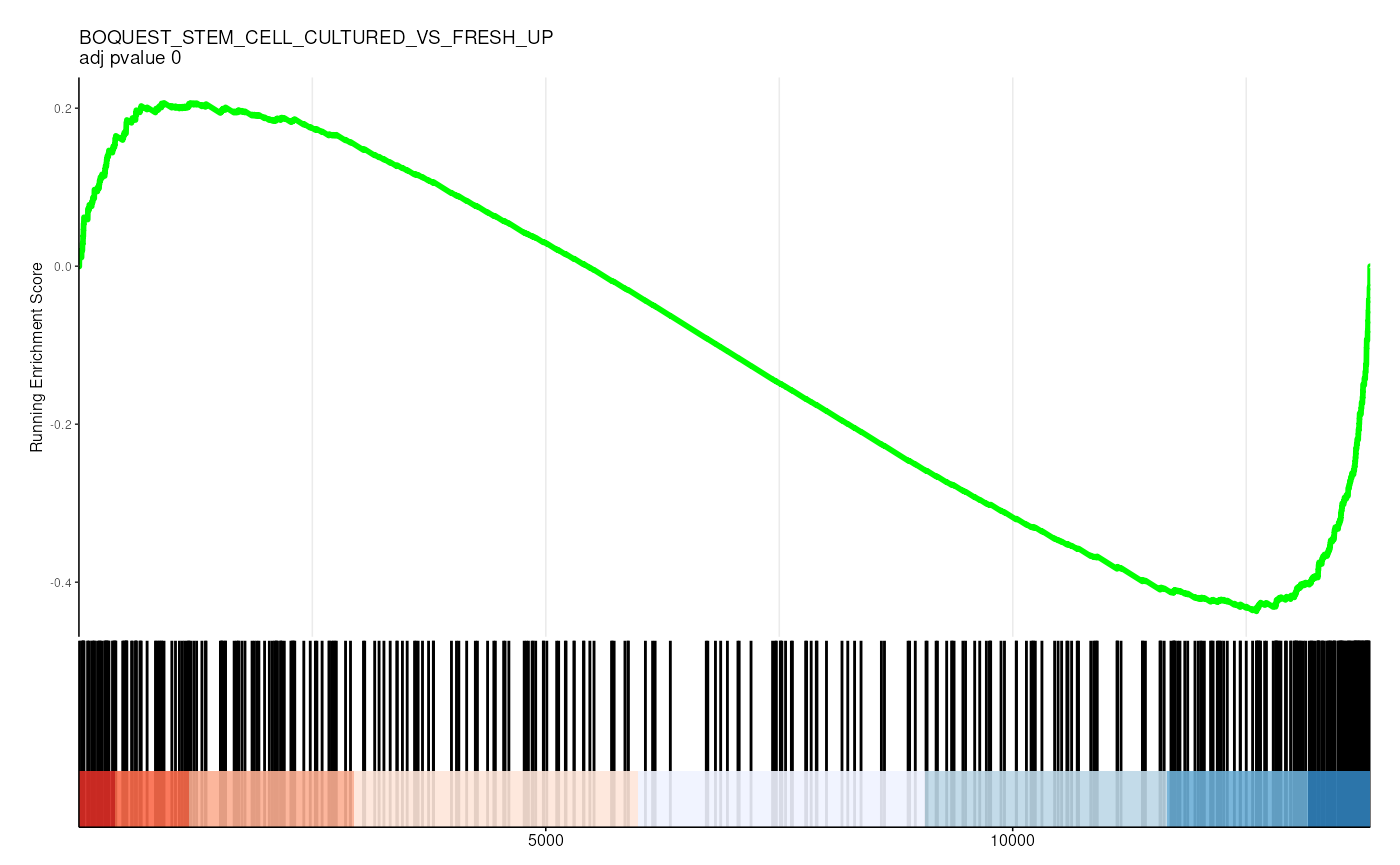 BOQUEST_STEM_CELL_CULTURED_VS_FRESH_UP
adj pvalue 0
Running Enrichment Score
0.2
0.0
-0.2
-0.4
5000
10000